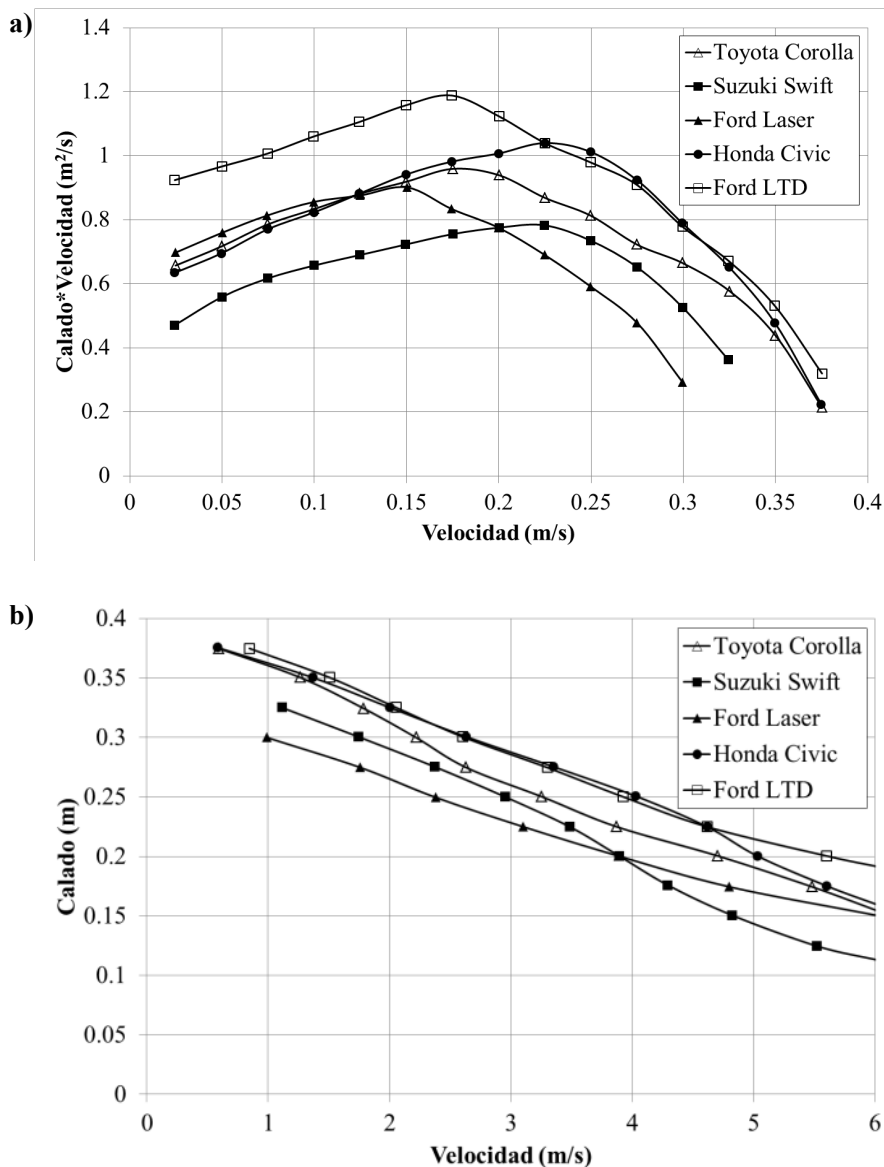 a)
1.4
1.2
1
0.8
0.6
0.4
0.2
0
Calado*Velocidad (m²/s)
Toyota Corolla
Suzuki Swift
Ford Laser
Honda Civic
Ford LTD
0 0.05 0.1 0.15 0.2 0.25 0.3 0.35 0.4
Velocidad (m/s)
b)
0.4
0.35
0.3
0.25
0.2
0.15
0.1
0.05
0
Calado (m)
Toyota Corolla
Suzuki Swift
Ford Laser
Honda Civic
Ford LTD
0 1 2 3 4 5 6
Velocidad (m/s)